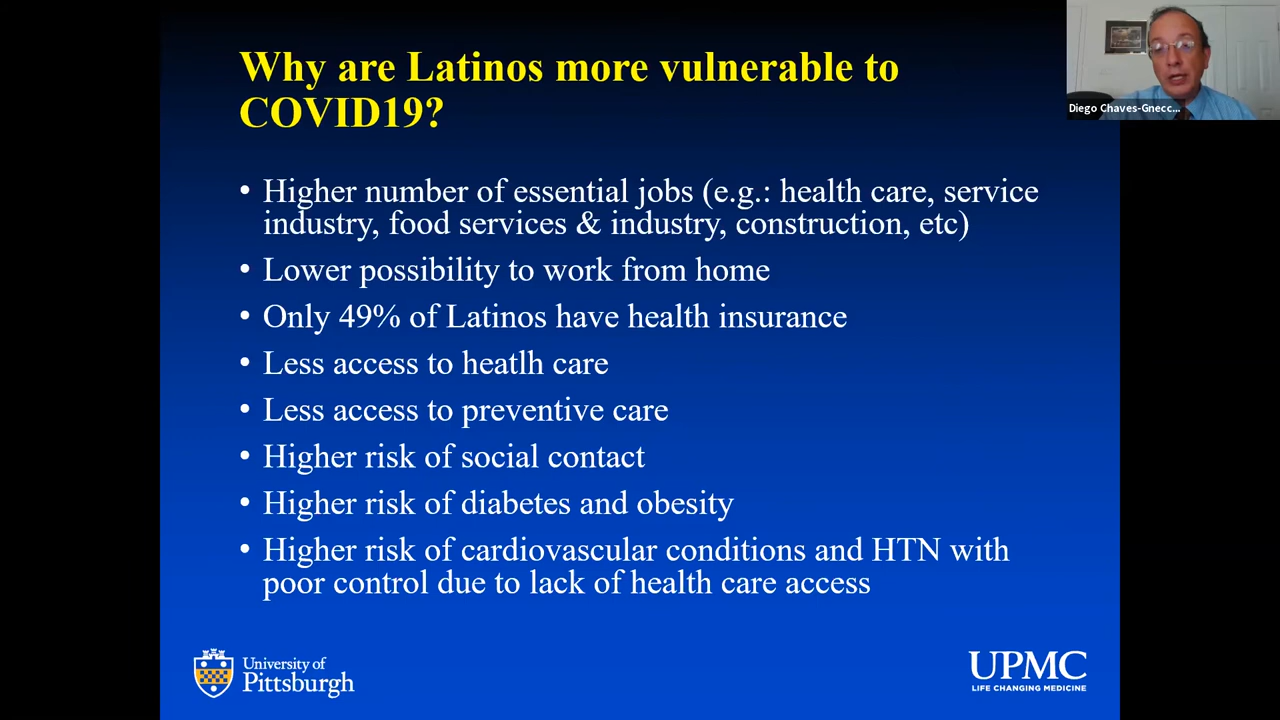 Why are Latinos more vulnerable to
COVID19?
Diego Chaves-Gnecc...
• Higher number of essential jobs (e.g.: health care, service
industry, food services & industry, construction, etc)
• Lower possibility to work from home
• Only 49% of Latinos have health insurance
• Less access to heatlh care
• Less access to preventive care
• Higher risk of social contact
• Higher risk of diabetes and obesity
• Higher risk of cardiovascular conditions and HTN with
poor control due to lack of health care access
University of
Pittsburgh
UPMC
LIFE CHANGING MEDICINE